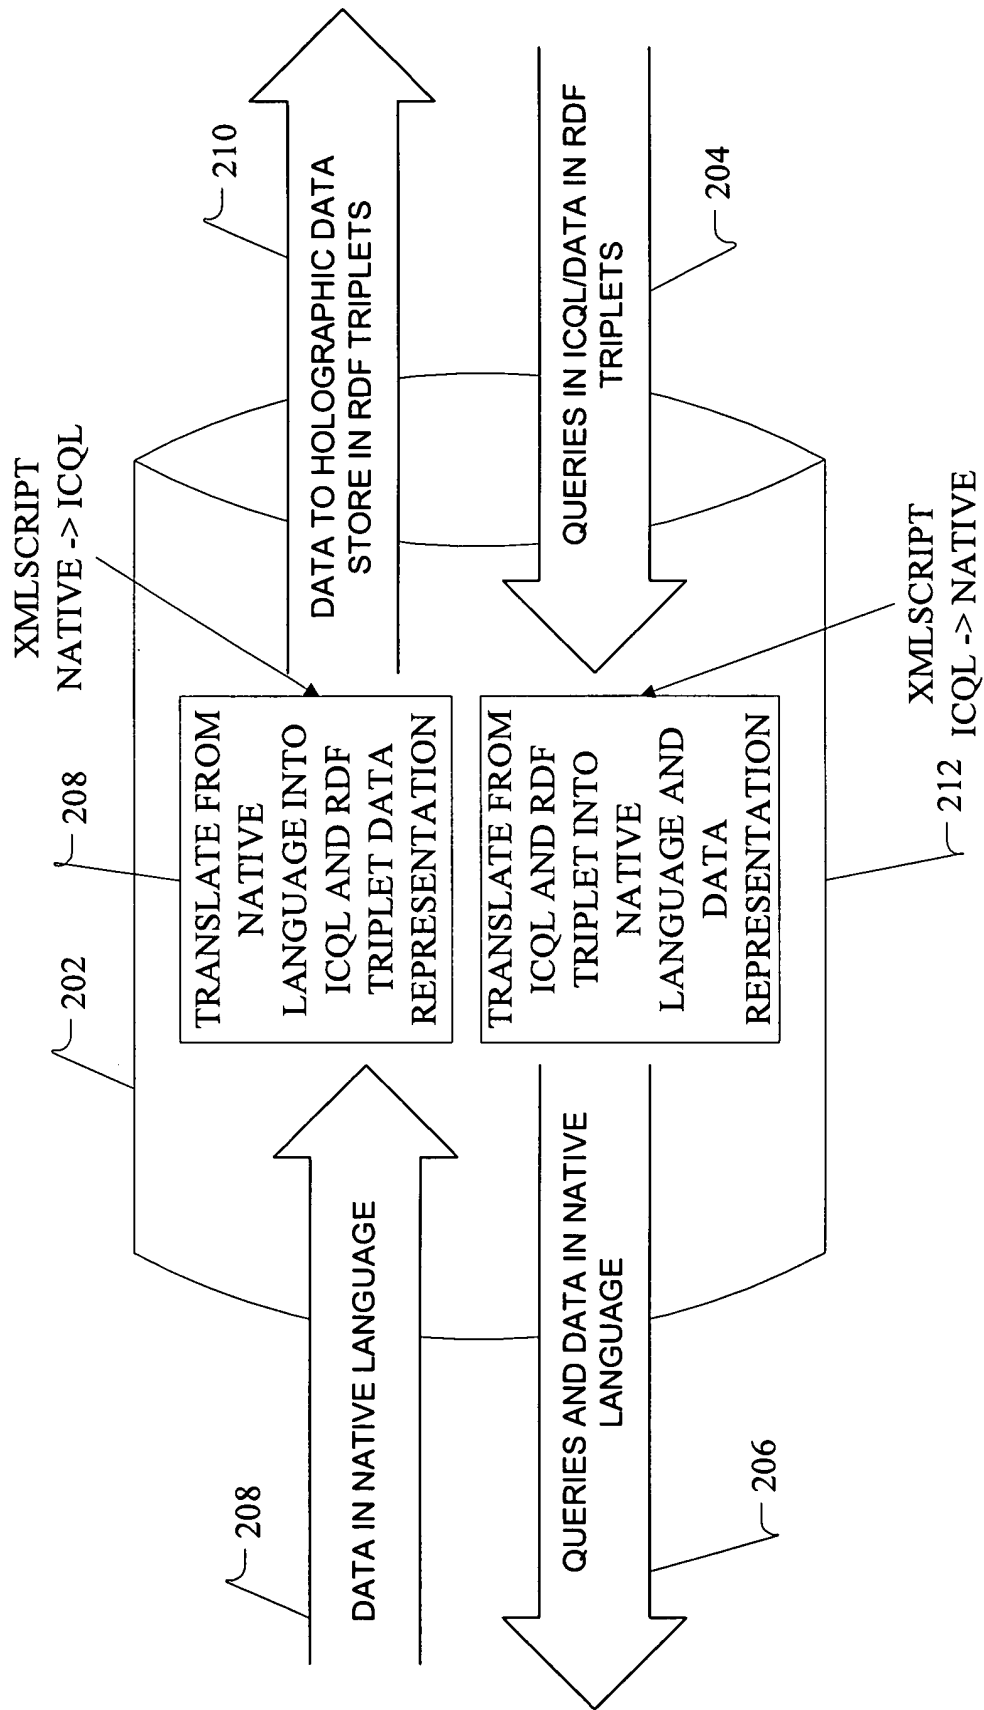 XMLSCRIPT
NATIVE -> ICQL
202
208
210
208
DATA IN NATIVE LANGUAGE
TRANSLATE FROM
NATIVE
LANGUAGE INTO
ICQL AND RDF
TRIPLET DATA
REPRESENTATION
DATA TO HOLOGRAPHIC DATA
STORE IN RDF TRIPLETS
QUERIES AND DATA IN NATIVE
LANGUAGE
TRANSLATE FROM
ICQL AND RDF
TRIPLET INTO
NATIVE
LANGUAGE AND
DATA
REPRESENTATION
QUERIES IN ICQL/DATA IN RDF
TRIPLETS
206
204
212
XMLSCRIPT
ICQL -> NATIVE